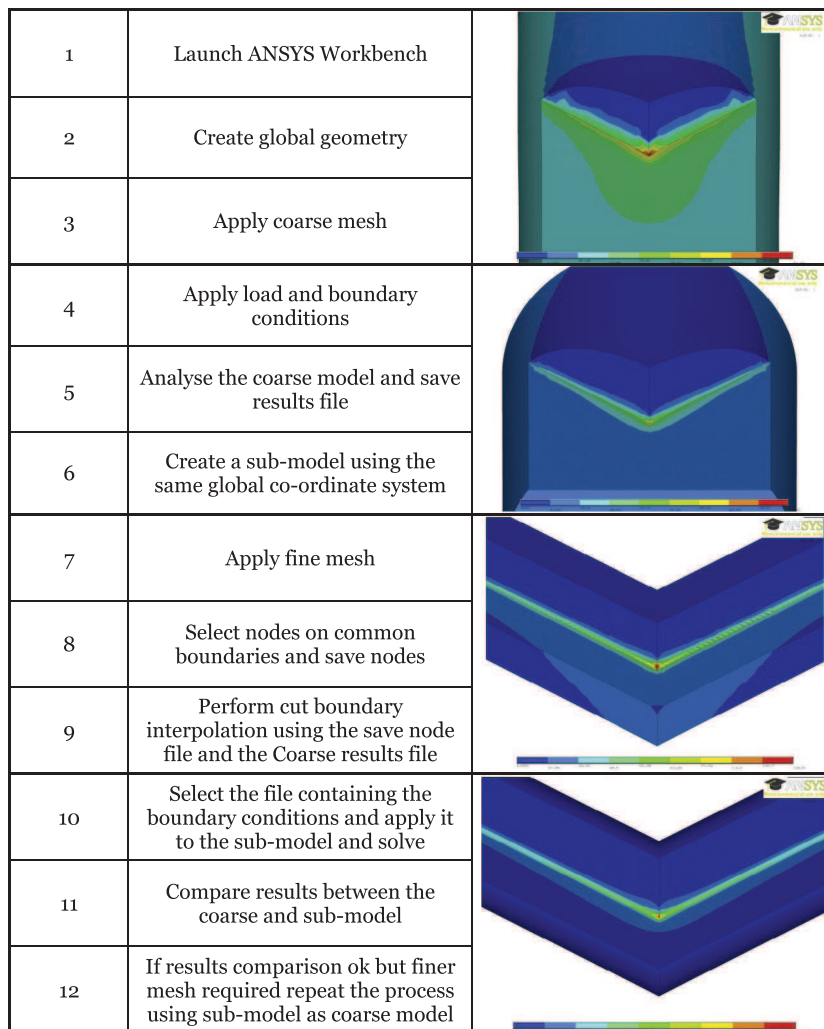 1
Launch ANSYS Workbench
2
Create global geometry
3
Apply coarse mesh
4
Apply load and boundary
conditions
5
Analyse the coarse model and save
results file
6
Create a sub-model using the
same global co-ordinate system
7
Apply fine mesh
8
Select nodes on common
boundaries and save nodes
9
Perform cut boundary
interpolation using the save node
file and the Coarse results file
10
Select the file containing the
boundary conditions and apply it
to the sub-model and solve
11
Compare results between the
coarse and sub-model
12
If results comparison ok but finer
mesh required repeat the process
using sub-model as coarse model
ANSYS
ANSYS
ANSYS
ANSYS